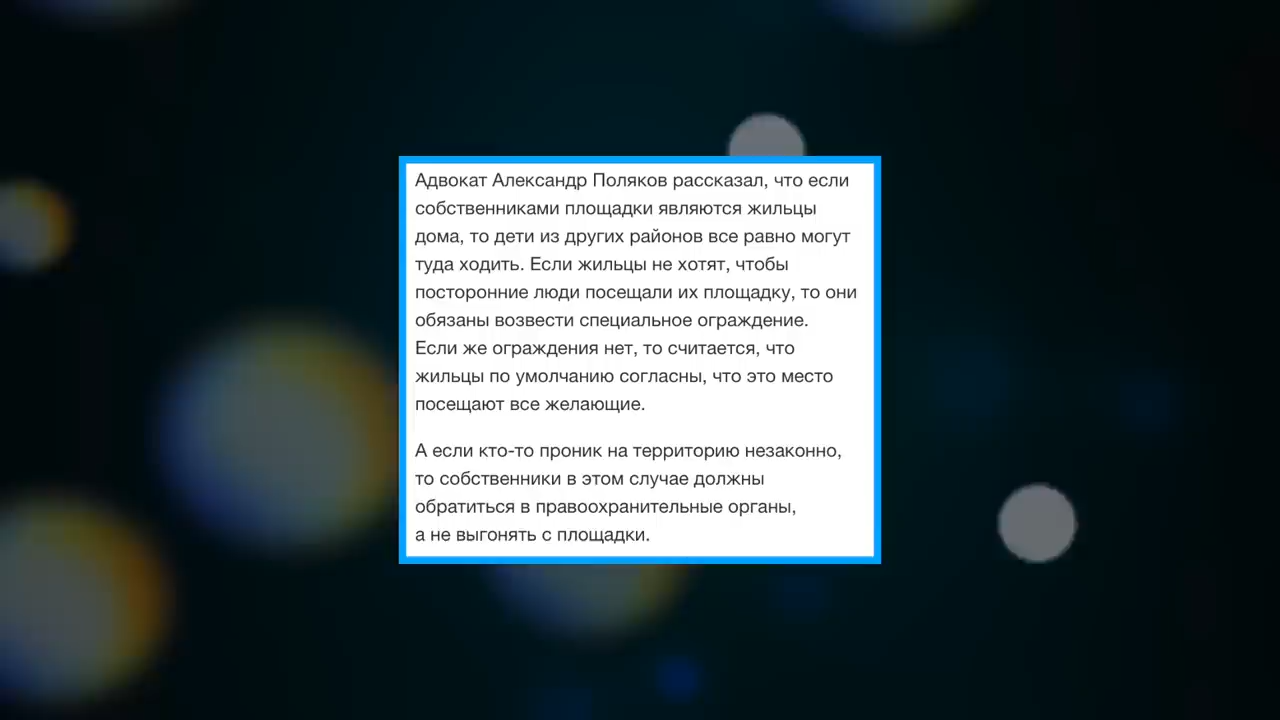 Адвокат Александр Поляков рассказал, что если
собственниками площадки являются жильцы
дома, то дети из других районов все равно могут
туда ходить. Если жильцы не хотят, чтобы
посторонние люди посещали их площадку, то они
обязаны возвести специальное ограждение.
Если же ограждения нет, то считается, что
жильцы по умолчанию согласны, что это место
посещают все желающие.
А если кто-то проник на территорию незаконно,
то собственники в этом случае должны
обратиться в правоохранительные органы,
а не выгонять с площадки.